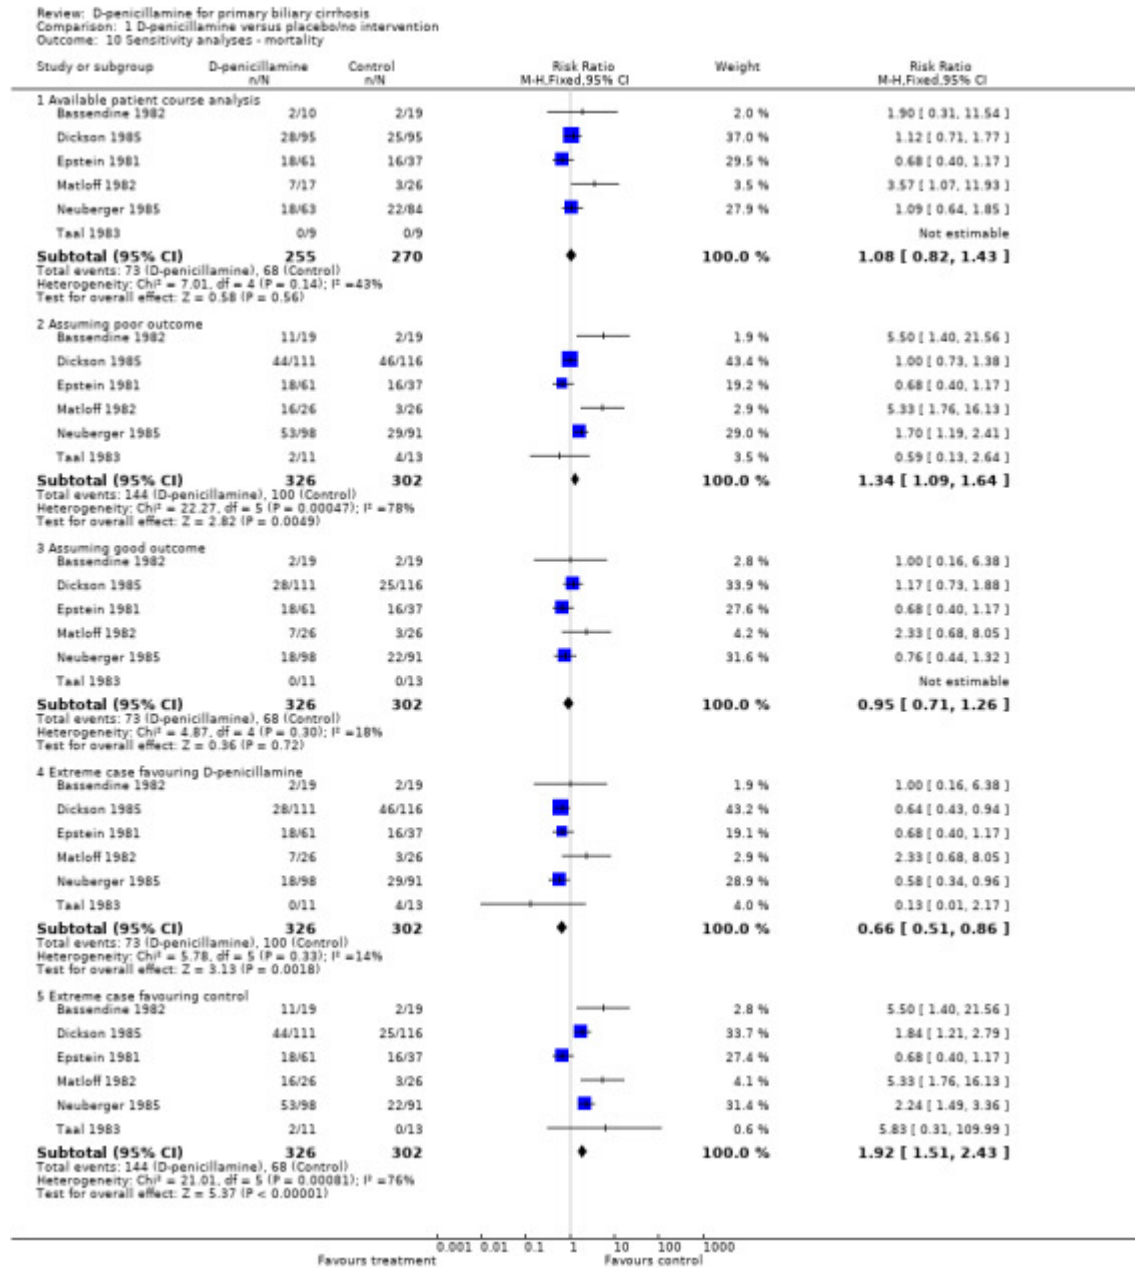 Review: D-penicillamine for primary biliary cirrhosis
Comparison: 1 D-penicillamine versus placebo/no intervention
Outcome: 10 Sensitivity analyses - mortality
Study or subgroup D-penicillamine Control Risk Ratio Weight Risk Ratio
n/N n/N M-H,Fixed,95% CI M-H,Fixed,95% CI
1 Available patient course analysis
Bassendine 1982 2/10 2/19 2.0 % 1.90 [ 0.31, 11.54 ]
Dickson 1985 28/95 25/95 37.0 % 1.12 [ 0.71, 1.77 ]
Epstein 1981 18/61 16/37 29.5 % 0.68 [ 0.40, 1.17 ]
Matloff 1982 7/17 3/26 3.5 % 3.57 [ 1.07, 11.93 ]
Neuberger 1985 18/63 22/84 27.9 % 1.09 [ 0.64, 1.85 ]
Taal 1983 0/9 0/9 Not estimable
Subtotal (95% CI) 255 270 100.0 % 1.08 [ 0.82, 1.43 ]
Total events: 73 (D-penicillamine), 68 (Control)
Heterogeneity: Chi² = 7.01, df = 4 (P = 0.14); I² =43%
Test for overall effect: Z = 0.58 (P = 0.56)
2 Assuming poor outcome
Bassendine 1982 11/19 2/19 1.9 % 5.50 [ 1.40, 21.56 ]
Dickson 1985 44/111 46/116 43.4 % 1.00 [ 0.73, 1.38 ]
Epstein 1981 18/61 16/37 19.2 % 0.68 [ 0.40, 1.17 ]
Matloff 1982 16/26 3/26 2.9 % 5.33 [ 1.76, 16.13 ]
Neuberger 1985 53/98 29/91 29.0 % 1.70 [ 1.19, 2.41 ]
Taal 1983 2/11 4/13 3.5 % 0.59 [ 0.13, 2.64 ]
Subtotal (95% CI) 326 302 100.0 % 1.34 [ 1.09, 1.64 ]
Total events: 144 (D-penicillamine), 100 (Control)
Heterogeneity: Chi² = 22.27, df = 5 (P = 0.00047); I² =78%
Test for overall effect: Z = 2.82 (P = 0.0049)
3 Assuming good outcome
Bassendine 1982 2/19 2/19 2.8 % 1.00 [ 0.16, 6.38 ]
Dickson 1985 28/111 25/116 33.9 % 1.17 [ 0.73, 1.88 ]
Epstein 1981 18/61 16/37 27.6 % 0.68 [ 0.40, 1.17 ]
Matloff 1982 7/26 3/26 4.2 % 2.33 [ 0.68, 8.05 ]
Neuberger 1985 18/98 22/91 31.6 % 0.76 [ 0.44, 1.32 ]
Taal 1983 0/11 0/13 Not estimable
Subtotal (95% CI) 326 302 100.0 % 0.95 [ 0.71, 1.26 ]
Total events: 73 (D-penicillamine), 68 (Control)
Heterogeneity: Chi² = 4.87, df = 4 (P = 0.30); I² =18%
Test for overall effect: Z = 0.36 (P = 0.72)
4 Extreme case favouring D-penicillamine
Bassendine 1982 2/19 2/19 1.9 % 1.00 [ 0.16, 6.38 ]
Dickson 1985 28/111 46/116 43.2 % 0.64 [ 0.43, 0.94 ]
Epstein 1981 18/61 16/37 19.1 % 0.68 [ 0.40, 1.17 ]
Matloff 1982 7/26 3/26 2.9 % 2.33 [ 0.68, 8.05 ]
Neuberger 1985 18/98 29/91 28.9 % 0.58 [ 0.34, 0.96 ]
Taal 1983 0/11 4/13 4.0 % 0.13 [ 0.01, 2.17 ]
Subtotal (95% CI) 326 302 100.0 % 0.66 [ 0.51, 0.86 ]
Total events: 73 (D-penicillamine), 100 (Control)
Heterogeneity: Chi² = 5.78, df = 5 (P = 0.33); I² =14%
Test for overall effect: Z = 3.13 (P = 0.0018)
5 Extreme case favouring control
Bassendine 1982 11/19 2/19 2.8 % 5.50 [ 1.40, 21.56 ]
Dickson 1985 44/111 25/116 33.7 % 1.84 [ 1.21, 2.79 ]
Epstein 1981 18/61 16/37 27.4 % 0.68 [ 0.40, 1.17 ]
Matloff 1982 16/26 3/26 4.1 % 5.33 [ 1.76, 16.13 ]
Neuberger 1985 53/98 22/91 31.4 % 2.24 [ 1.49, 3.36 ]
Taal 1983 2/11 0/13 0.6 % 5.83 [ 0.31, 109.99 ]
Subtotal (95% CI) 326 302 100.0 % 1.92 [ 1.51, 2.43 ]
Total events: 144 (D-penicillamine), 68 (Control)
Heterogeneity: Chi² = 21.01, df = 5 (P = 0.00081); I² =76%
Test for overall effect: Z = 5.37 (P < 0.00001)
0.001 0.01 0.1 1 10 100 1000
Favours treatment Favours control